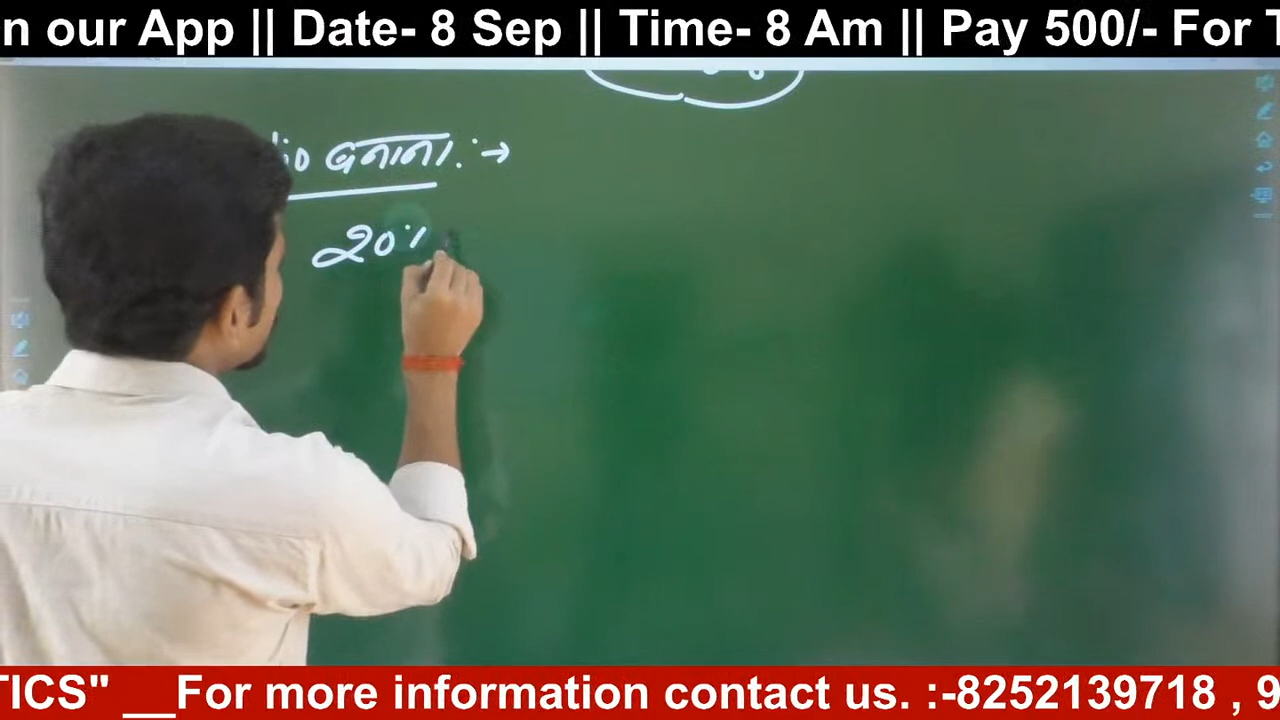 n our App || Date- 8 Sep || Time- 8 Am || Pay 500/- For T
io बनाना :→
20%
TICS" __For more information contact us. :-8252139718 , 9